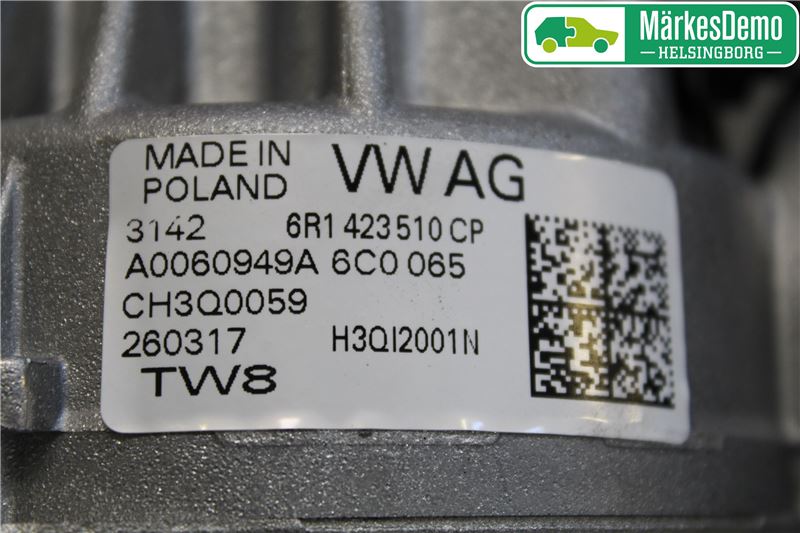 MärkesDemo
HELSINGBORG
MADE IN VW AG
POLAND
3142 6R1 423 510 CP
A0060949A 6C0 065
CH3Q0059
260317 H3QI2001N
TW8